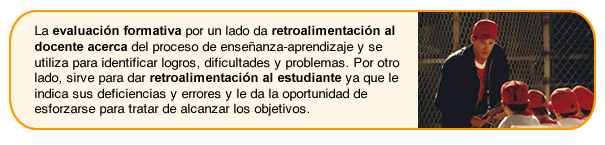 La evaluación formativa por un lado da retroalimentación al
docente acerca del proceso de enseñanza-aprendizaje y se
utiliza para identificar logros, dificultades y problemas. Por otro
lado, sirve para dar retroalimentación al estudiante ya que le
indica sus deficiencias y errores y le da la oportunidad de
esforzarse para tratar de alcanzar los objetivos.